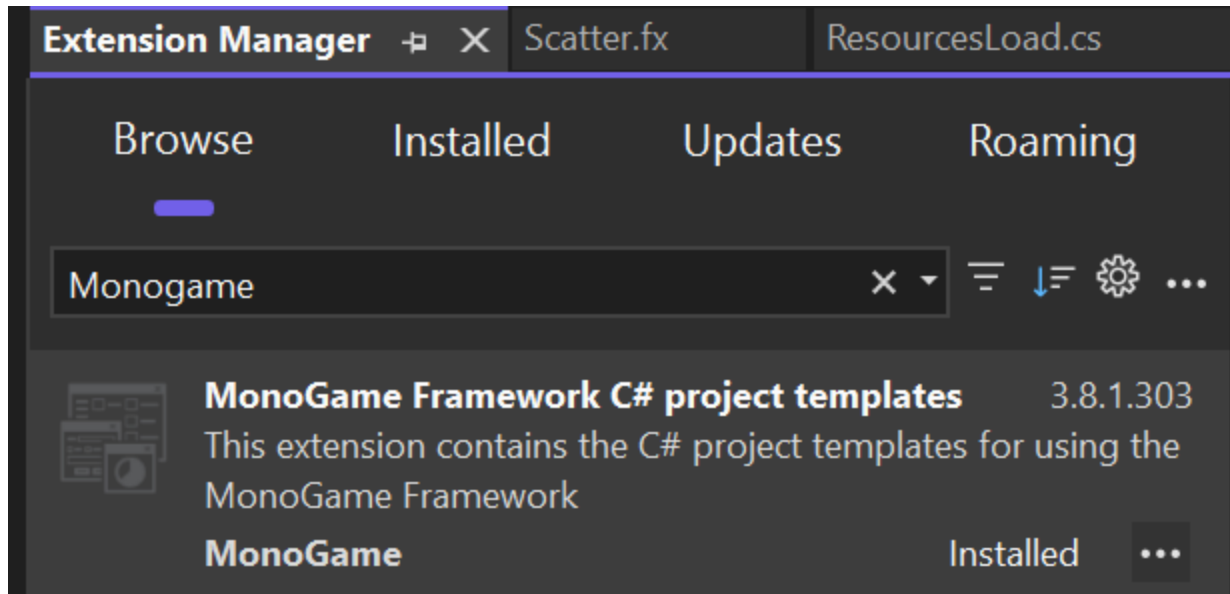 Extension Manager Scatter.fx ResourcesLoad.cs
Browse Installed Updates Roaming
Monogame
MonoGame Framework C# project templates 3.8.1.303
This extension contains the C# project templates for using the
MonoGame Framework
MonoGame Installed